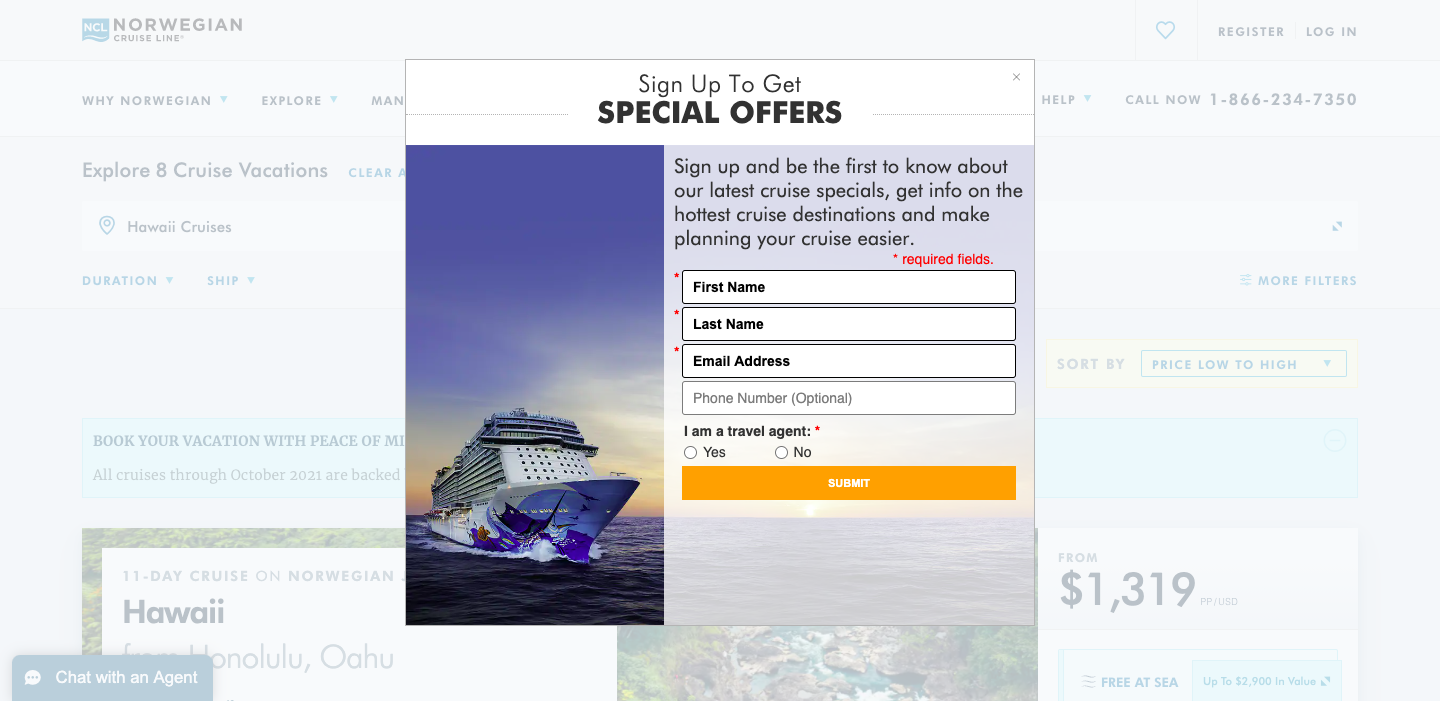 NCL NORWEGIAN
CRUISE LINE®
REGISTER LOG IN
WHY NORWEGIAN EXPLORE MAN
HELP CALL NOW 1-866-234-7350
Sign Up To Get
SPECIAL OFFERS
×
Explore 8 Cruise Vacations CLEAR A
Hawaii Cruises
DURATION SHIP
MORE FILTERS
SORT BY PRICE LOW TO HIGH
Sign up and be the first to know about
our latest cruise specials, get info on the
hottest cruise destinations and make
planning your cruise easier.
* required fields.
* First Name
* Last Name
* Email Address
Phone Number (Optional)
I am a travel agent: *
Yes No
SUBMIT
BOOK YOUR VACATION WITH PEACE OF MI
All cruises through October 2021 are backed
11-DAY CRUISE ON NORWEGIAN
Hawaii
from Honolulu, Oahu
FROM
$1,319 PP/USD
FREE AT SEA Up To $2,900 In Value
Chat with an Agent